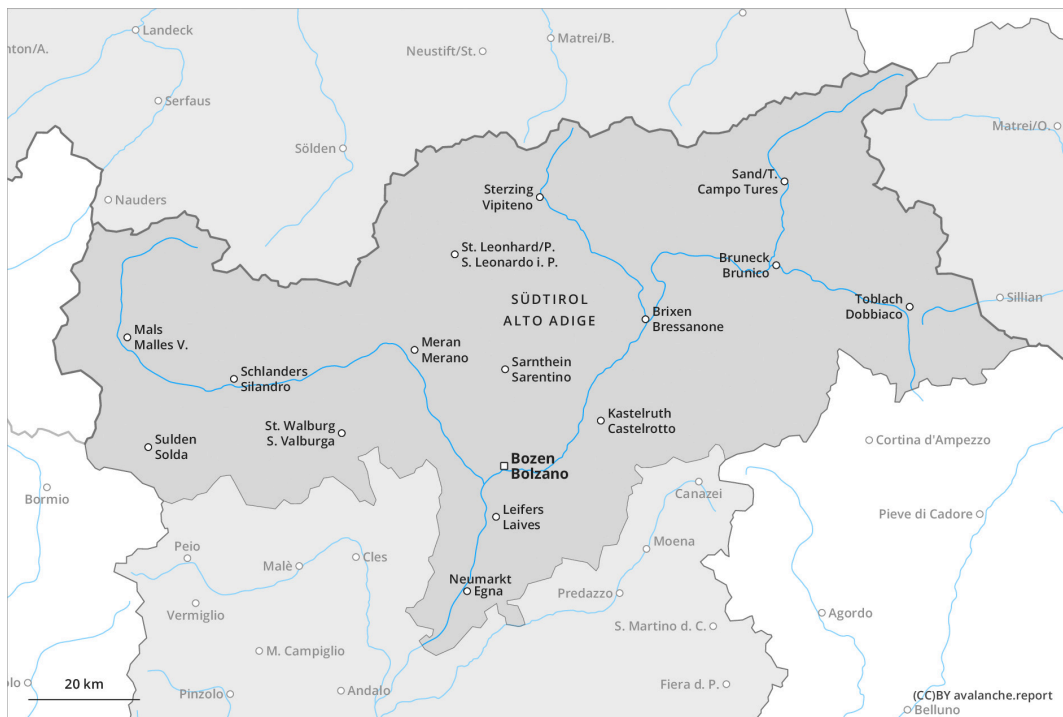 Landeck
nton/A.
Neustift/St.
Matrei/B.
Serfaus
Matrei/O.
Sölden
Nauders
Sterzing
Vipiteno
Sand/T.
Campo Tures
St. Leonhard/P.
S. Leonardo i. P.
Bruneck
Brunico
SÜDTIROL
ALTO ADIGE
Toblach
Dobbiaco
Sillian
Brixen
Bressanone
Mals
Malles V.
Meran
Merano
Schlanders
Silandro
Sarnthein
Sarentino
Kastelruth
Castelrotto
St. Walburg
S. Valburga
Sulden
Solda
Cortina d'Ampezzo
Bozen
Bolzano
Bormio
Canazei
Leifers
Laives
Pieve di Cadore
Peio
Malè
Cles
Moena
Neumarkt
Egna
Predazzo
Vermiglio
Agordo
S. Martino d. C.
M. Campiglio
olo
20 km
Pinzolo
Andalo
Fiera d. P.
(CC)BY avalanche.report
Belluno